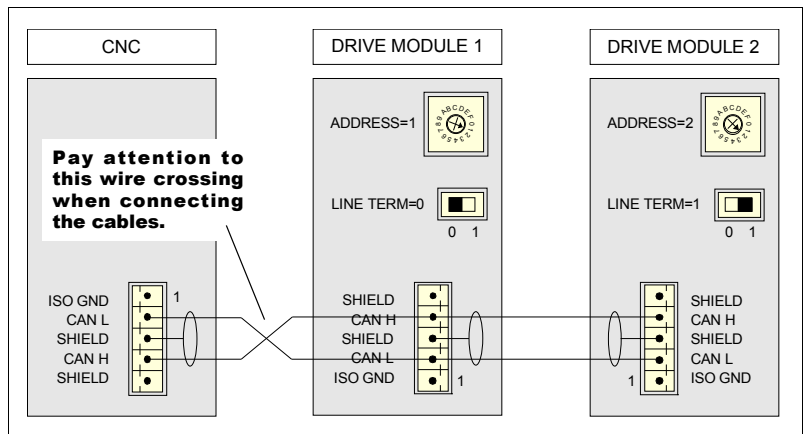 CNC
DRIVE MODULE 1
DRIVE MODULE 2
ADDRESS=1
ADDRESS=2
Pay attention to
this wire crossing
when connecting
the cables.
LINE TERM=0
0 1
LINE TERM=1
0 1
ISO GND
CAN L
SHIELD
CAN H
SHIELD
1
SHIELD
CAN H
SHIELD
CAN L
ISO GND
1
SHIELD
CAN H
SHIELD
CAN L
ISO GND
1